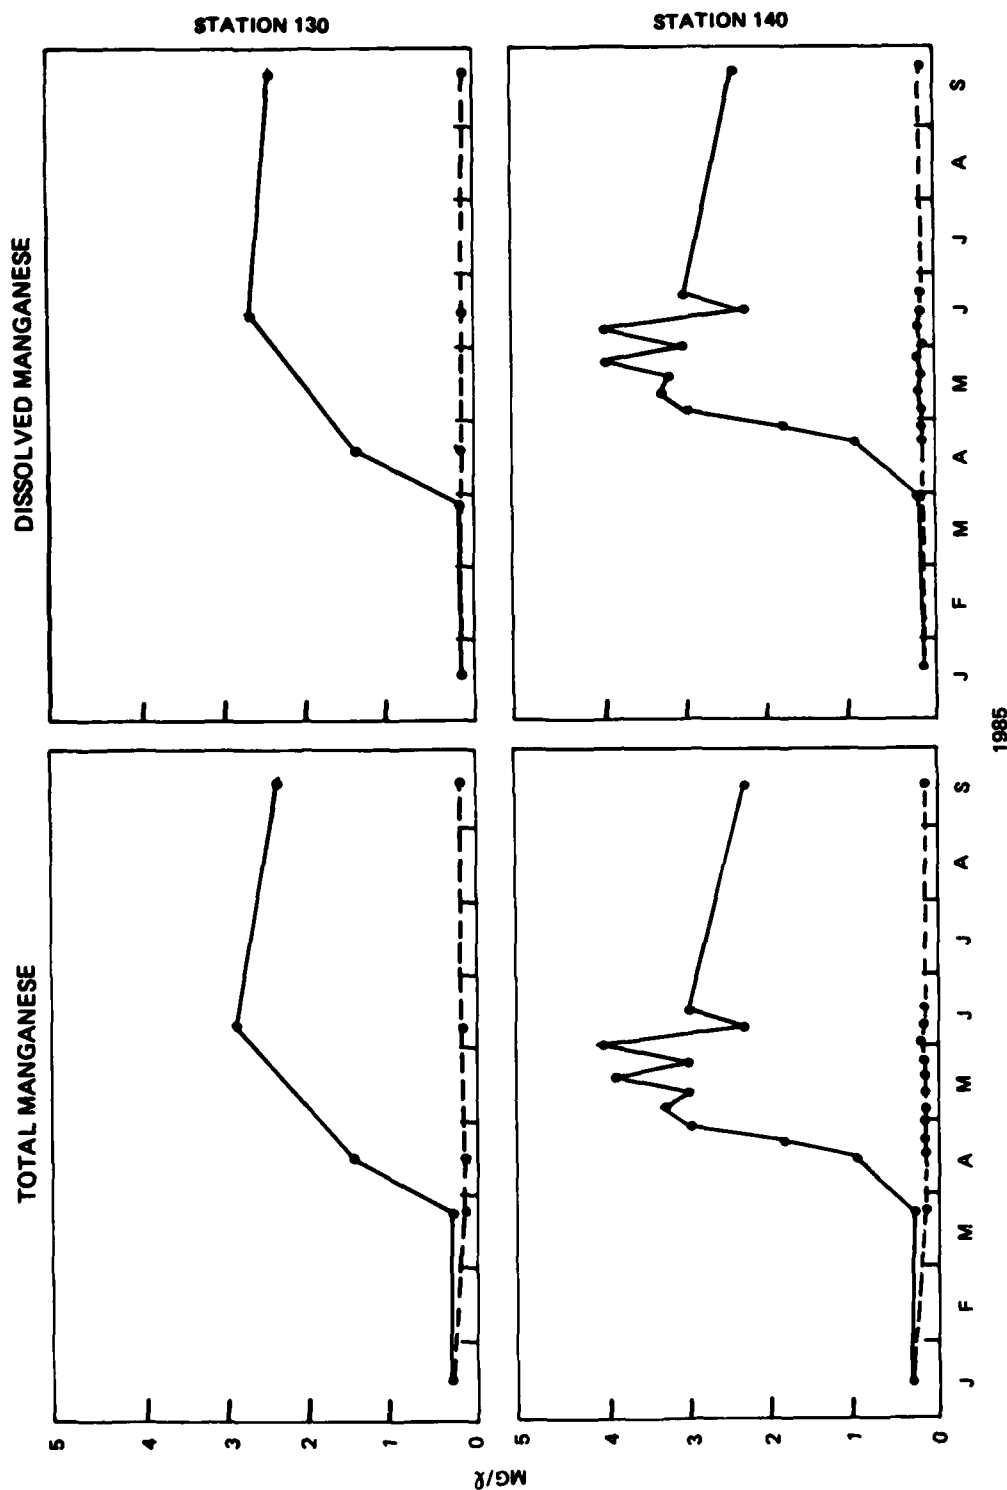 TOTAL MANGANESE
DISSOLVED MANGANESE
5
4
3
2
1
0
STATION 130
MG/ℓ
5
4
3
2
1
0
STATION 140
J F M A M J J A S
J F M A M J J A S
1985